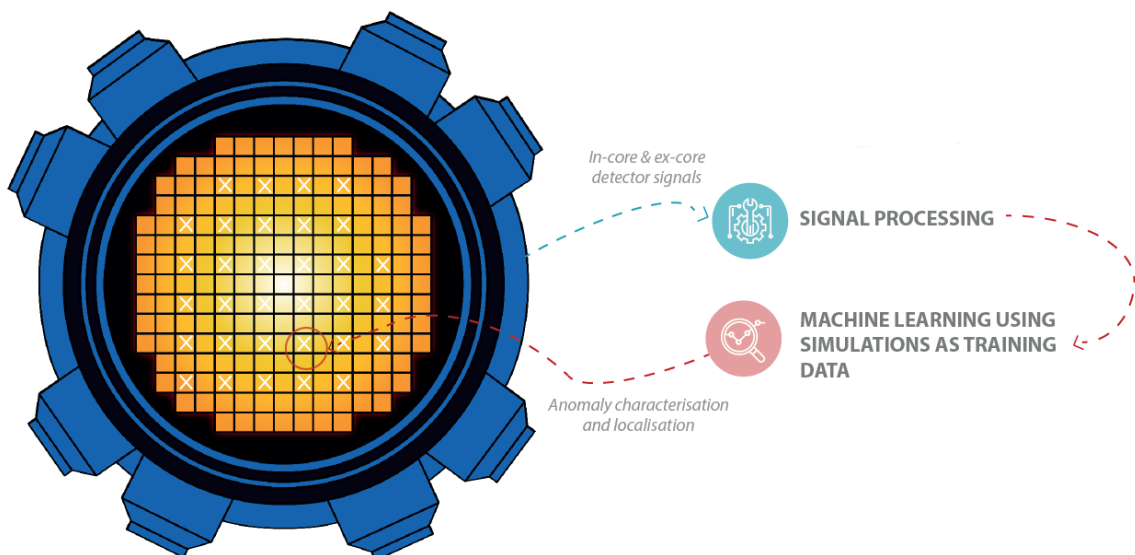 In-core & ex-core
detector signals
SIGNAL PROCESSING
MACHINE LEARNING USING
SIMULATIONS AS TRAINING
DATA
Anomaly characterisation
and localisation